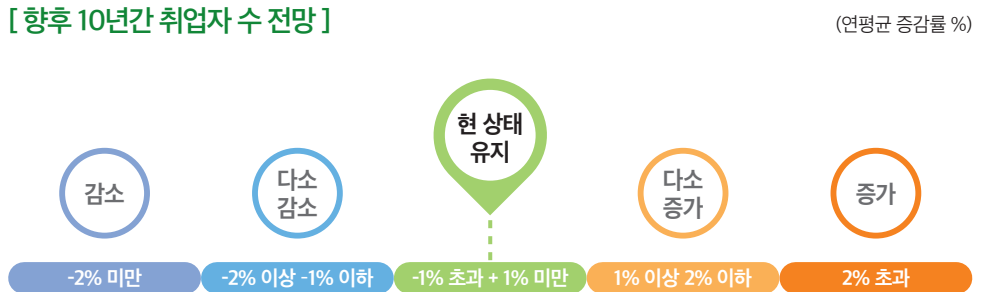 [ 향후 10년간 취업자 수 전망 ]
(연평균 증감률 %)
현 상태
유지
감소
다소
감소
다소
증가
증가
-2% 미만
-2% 이상 -1% 이하
-1% 초과 + 1% 미만
1% 이상 2% 이하
2% 초과